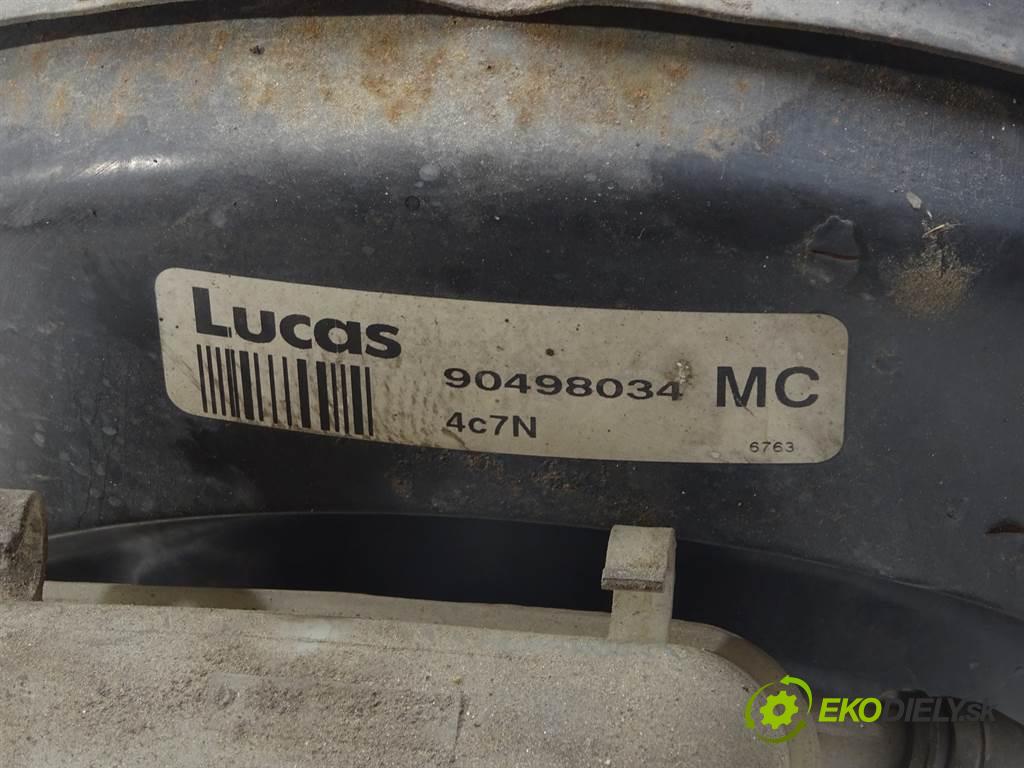 Lucas
90498034 MC
4c7N
6763
EKODIELY.sk